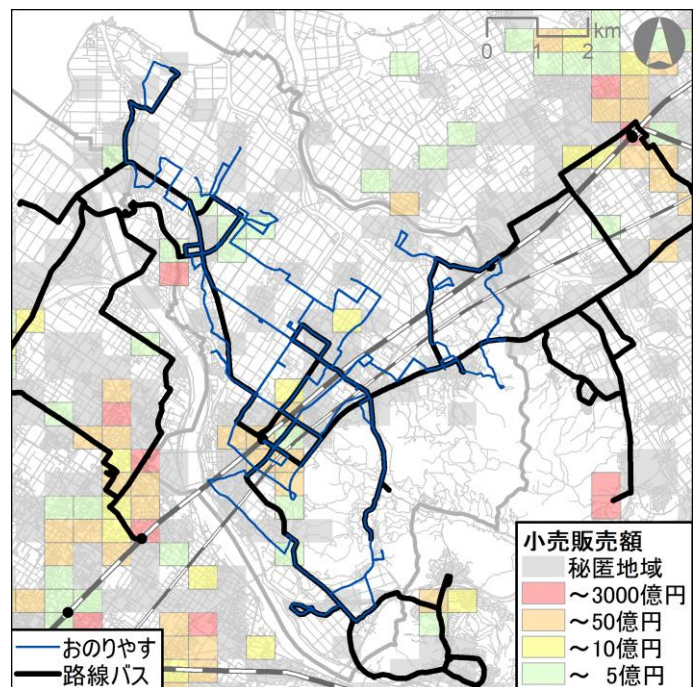 km
0 1 2
小売販売額
秘匿地域
～3000億円
～50億円
～10億円
～ 5億円
おのりやす
路線バス